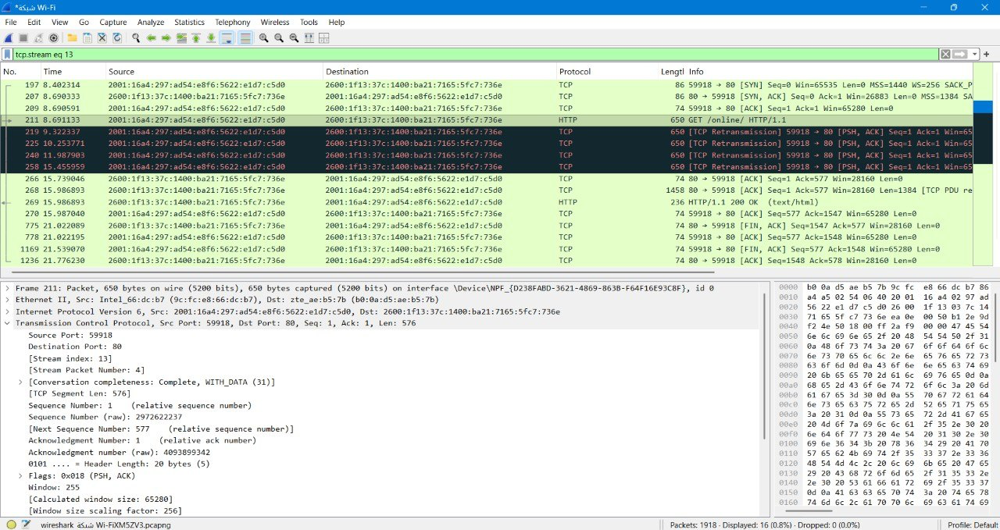 *شبكة Wi-Fi
File Edit View Go Capture Analyze Statistics Telephony Wireless Tools Help
tcp.stream eq 13
No. Time Source Destination Protocol Lengtl Info
197 8.402314 2001:16a4:297:ad54:e8f6:5622:e1d7:c5d0 2600:1f13:37c:1400:ba21:7165:5fc7:736e TCP 86 59918 → 80 [SYN] Seq=0 Win=65535 Len=0 MSS=1440 WS=256 SACK_P
207 8.690333 2600:1f13:37c:1400:ba21:7165:5fc7:736e 2001:16a4:297:ad54:e8f6:5622:e1d7:c5d0 TCP 86 80 → 59918 [SYN, ACK] Seq=0 Ack=1 Win=26883 Len=0 MSS=1384 SA
209 8.690591 2001:16a4:297:ad54:e8f6:5622:e1d7:c5d0 2600:1f13:37c:1400:ba21:7165:5fc7:736e TCP 74 59918 → 80 [ACK] Seq=1 Ack=1 Win=65280 Len=0
211 8.691133 2001:16a4:297:ad54:e8f6:5622:e1d7:c5d0 2600:1f13:37c:1400:ba21:7165:5fc7:736e HTTP 650 GET /online/ HTTP/1.1
219 9.322337 2001:16a4:297:ad54:e8f6:5622:e1d7:c5d0 2600:1f13:37c:1400:ba21:7165:5fc7:736e TCP 650 [TCP Retransmission] 59918 → 80 [PSH, ACK] Seq=1 Ack=1 Win=65
225 10.253771 2001:16a4:297:ad54:e8f6:5622:e1d7:c5d0 2600:1f13:37c:1400:ba21:7165:5fc7:736e TCP 650 [TCP Retransmission] 59918 → 80 [PSH, ACK] Seq=1 Ack=1 Win=65
240 11.987903 2001:16a4:297:ad54:e8f6:5622:e1d7:c5d0 2600:1f13:37c:1400:ba21:7165:5fc7:736e TCP 650 [TCP Retransmission] 59918 → 80 [PSH, ACK] Seq=1 Ack=1 Win=65
258 15.455959 2001:16a4:297:ad54:e8f6:5622:e1d7:c5d0 2600:1f13:37c:1400:ba21:7165:5fc7:736e TCP 650 [TCP Retransmission] 59918 → 80 [PSH, ACK] Seq=1 Ack=1 Win=65
266 15.739046 2600:1f13:37c:1400:ba21:7165:5fc7:736e 2001:16a4:297:ad54:e8f6:5622:e1d7:c5d0 TCP 74 80 → 59918 [ACK] Seq=1 Ack=577 Win=28160 Len=0
268 15.986893 2600:1f13:37c:1400:ba21:7165:5fc7:736e 2001:16a4:297:ad54:e8f6:5622:e1d7:c5d0 TCP 1458 80 → 59918 [ACK] Seq=1 Ack=577 Win=28160 Len=1384 [TCP PDU re
269 15.986893 2600:1f13:37c:1400:ba21:7165:5fc7:736e 2001:16a4:297:ad54:e8f6:5622:e1d7:c5d0 HTTP 236 HTTP/1.1 200 OK (text/html)
270 15.987040 2001:16a4:297:ad54:e8f6:5622:e1d7:c5d0 2600:1f13:37c:1400:ba21:7165:5fc7:736e TCP 74 59918 → 80 [ACK] Seq=577 Ack=1547 Win=65280 Len=0
775 21.022089 2600:1f13:37c:1400:ba21:7165:5fc7:736e 2001:16a4:297:ad54:e8f6:5622:e1d7:c5d0 TCP 74 80 → 59918 [FIN, ACK] Seq=1547 Ack=577 Win=28160 Len=0
778 21.022195 2001:16a4:297:ad54:e8f6:5622:e1d7:c5d0 2600:1f13:37c:1400:ba21:7165:5fc7:736e TCP 74 59918 → 80 [ACK] Seq=577 Ack=1548 Win=65280 Len=0
1169 21.539070 2001:16a4:297:ad54:e8f6:5622:e1d7:c5d0 2600:1f13:37c:1400:ba21:7165:5fc7:736e TCP 74 59918 → 80 [FIN, ACK] Seq=577 Ack=1548 Win=65280 Len=0
1236 21.776230 2600:1f13:37c:1400:ba21:7165:5fc7:736e 2001:16a4:297:ad54:e8f6:5622:e1d7:c5d0 TCP 74 80 → 59918 [ACK] Seq=1548 Ack=578 Win=28160 Len=0
Frame 211: Packet, 650 bytes on wire (5200 bits), 650 bytes captured (5200 bits) on interface \Device\NPF_{D238FABD-3621-4869-863B-F64F16E93C8F}, id 0
Ethernet II, Src: Intel_66:dc:b7 (9c:fc:e8:66:dc:b7), Dst: zte_ae:b5:7b (b0:0a:d5:ae:b5:7b)
Internet Protocol Version 6, Src: 2001:16a4:297:ad54:e8f6:5622:e1d7:c5d0, Dst: 2600:1f13:37c:1400:ba21:7165:5fc7:736e
Transmission Control Protocol, Src Port: 59918, Dst Port: 80, Seq: 1, Ack: 1, Len: 576
Source Port: 59918
Destination Port: 80
[Stream index: 13]
[Stream Packet Number: 4]
[Conversation completeness: Complete, WITH_DATA (31)]
[TCP Segment Len: 576]
Sequence Number: 1 (relative sequence number)
Sequence Number (raw): 2972622237
[Next Sequence Number: 577 (relative sequence number)]
Acknowledgment Number: 1 (relative ack number)
Acknowledgment number (raw): 4093899342
0101 .... = Header Length: 20 bytes (5)
Flags: 0x018 (PSH, ACK)
Window: 255
[Calculated window size: 65280]
[Window size scaling factor: 256]
0000 b0 0a d5 ae b5 7b 9c fc e8 66 dc b7 86
0010 a4 a5 02 54 06 40 20 01 16 a4 02 97 ad
0020 56 22 e1 d7 c5 d0 26 00 1f 13 03 7c 14
0030 71 65 5f c7 73 6e ea 0e 00 50 b1 2e 9d
0040 f2 4e 50 18 00 ff 2a f9 00 00 47 45 54
0050 6e 6c 69 6e 65 2f 20 48 54 54 50 2f 31
0060 0a 48 6f 73 74 3a 20 67 6f 6f 64 6f 6c
0070 6e 73 70 65 6c 6c 2e 6e 65 76 65 72 73
0080 63 6f 6d 0d 0a 43 6f 6e 6e 65 63 74 69
0090 20 6b 65 65 70 2d 61 6c 69 76 65 0d 0a
00a0 68 65 2d 43 6f 6e 74 72 6f 6c 3a 20 6d
00b0 61 67 65 3d 30 0d 0a 55 70 67 72 61 64
00c0 6e 73 65 63 75 72 65 2d 52 65 71 75 65
00d0 3a 20 31 0d 0a 55 73 65 72 2d 41 67 65
00e0 20 4d 6f 7a 69 6c 6c 61 2f 35 2e 30 20
00f0 6e 64 6f 77 73 20 4e 54 20 31 30 2e 30
0100 69 6e 36 34 3b 20 78 36 34 29 20 41 70
0110 57 65 62 4b 69 74 2f 35 33 37 2e 33 36
0120 48 54 4d 4c 2c 20 6c 69 6b 65 20 47 65
0130 29 20 43 68 72 6f 6d 65 2f 31 35 33 2e
0140 2e 30 20 53 61 66 61 72 69 2f 35 33 37
0150 0d 0a 41 63 63 65 70 74 3a 20 74 65 78
0160 74 6d 6c 2c 61 70 70 6c 69 63 61 74 69
wireshark_شبكة Wi-FiXM5ZV3.pcapng
Packets: 1918 · Displayed: 16 (0.8%) · Dropped: 0 (0.0%)
Profile: Default